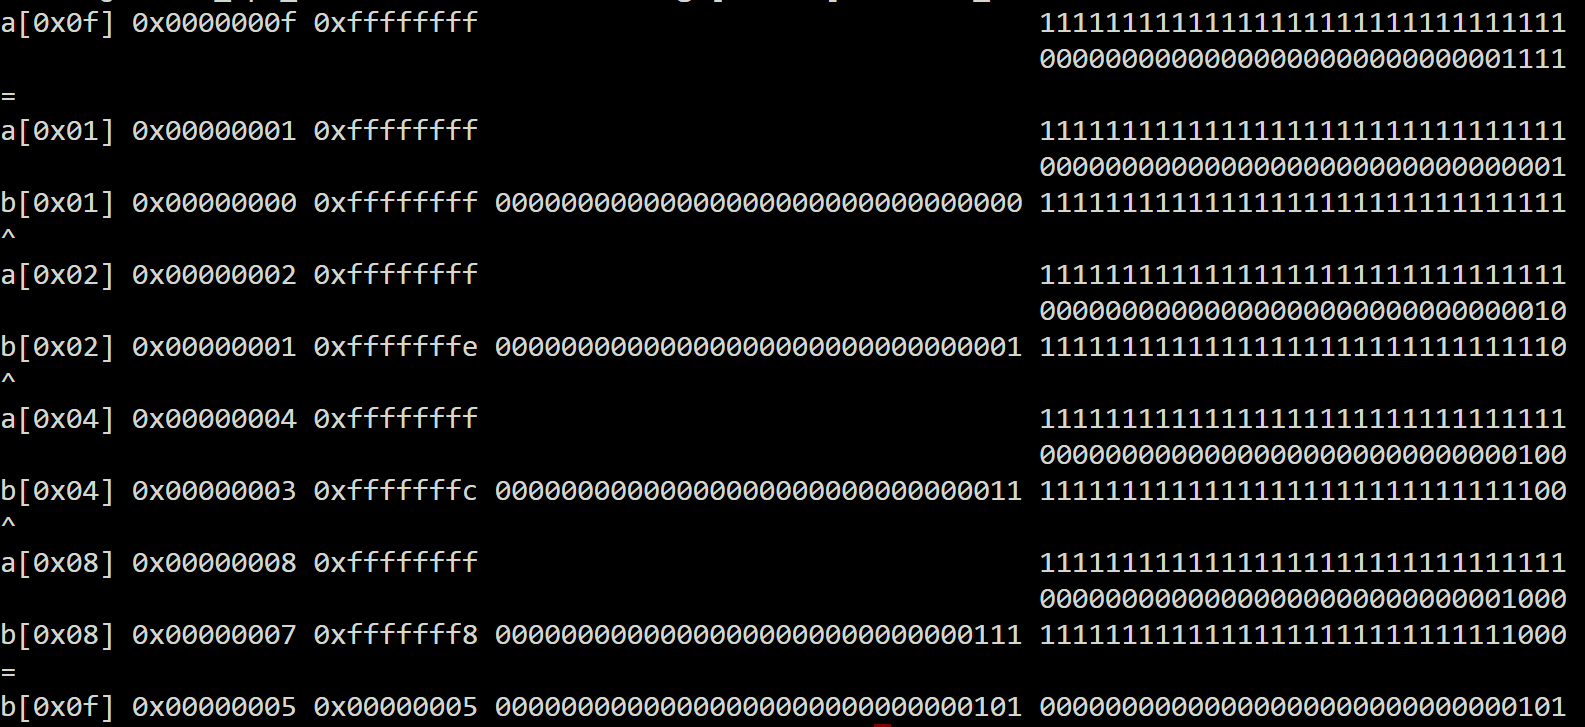 a[0x0f] 0x0000000f 0xffffffff 11111111111111111111111111111111
00000000000000000000000000001111
=
a[0x01] 0x00000001 0xffffffff 11111111111111111111111111111111
00000000000000000000000000000001
b[0x01] 0x00000000 0xffffffff 00000000000000000000000000000000 11111111111111111111111111111111
^
a[0x02] 0x00000002 0xffffffff 11111111111111111111111111111111
00000000000000000000000000000010
b[0x02] 0x00000001 0xfffffffe 00000000000000000000000000000001 11111111111111111111111111111110
^
a[0x04] 0x00000004 0xffffffff 11111111111111111111111111111111
00000000000000000000000000000100
b[0x04] 0x00000003 0xfffffffc 00000000000000000000000000000011 11111111111111111111111111111100
^
a[0x08] 0x00000008 0xffffffff 11111111111111111111111111111111
00000000000000000000000000001000
b[0x08] 0x00000007 0xfffffff8 00000000000000000000000000000111 11111111111111111111111111111000
=
b[0x0f] 0x00000005 0x00000005 00000000000000000000000000000101 00000000000000000000000000000101